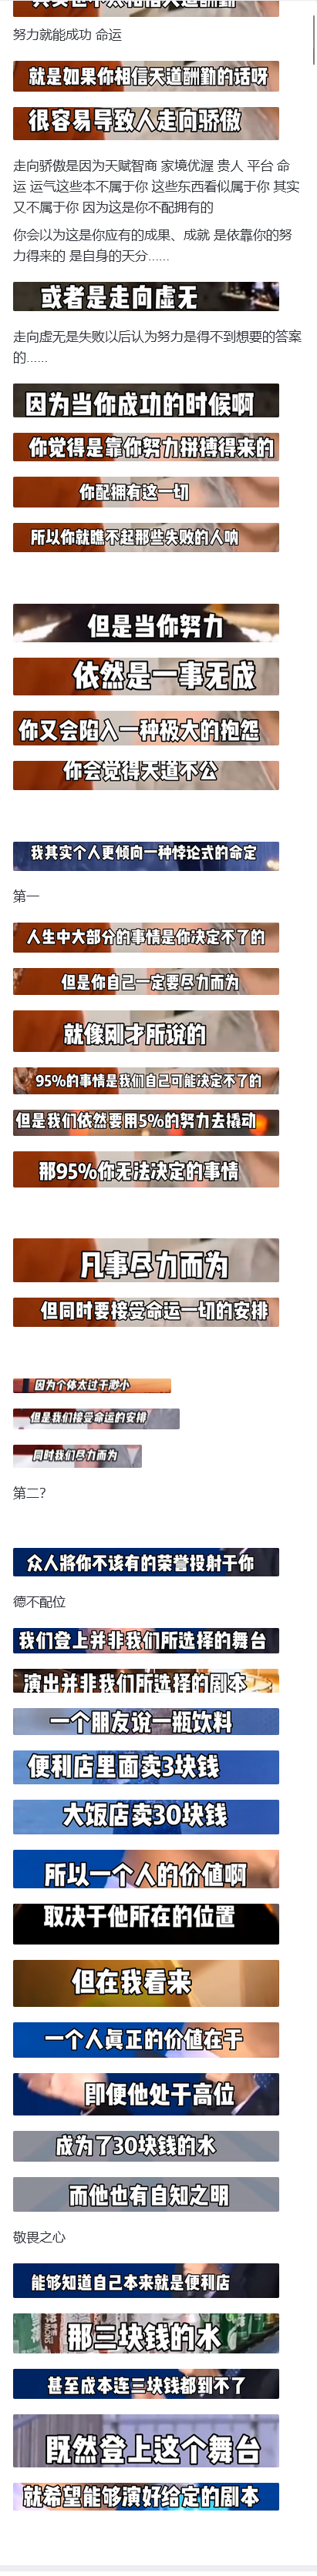 努力就能成功 命运
就是如果你相信天道酬勤的话呀
很容易导致人走向骄傲
走向骄傲是因为天赋智商 家境优渥 贵人 平台 命
运 运气这些本不属于你 这些东西看似属于你 其实
又不属于你 因为这是你不配拥有的
你会以为这是你应有的成果、成就 是依靠你的努
力得来的 是自身的天分......
或者是走向虚无
走向虚无是失败以后认为努力是得不到想要的答案
的......
因为当你成功的时候啊
你觉得是靠你努力拼搏得来的
你配拥有这一切
所以你就瞧不起那些失败的人呐
但是当你努力
依然是一事无成
你又会陷入一种极大的抱怨
你会觉得天道不公
我其实个人更倾向一种悖论式的命定
第一
人生中大部分的事情是你决定不了的
但是你自己一定要尽力而为
就像刚才所说的
95%的事情是我们自己可能决定不了的
但是我们依然要用5%的努力去撬动
那95%你无法决定的事情
凡事尽力而为
但同时要接受命运一切的安排
因为个体太过于渺小
但是我们接受命运的安排
同时我们尽力而为
第二?
众人将你不该有的荣誉投射于你
德不配位
我们登上并非我们所选择的舞台
演出并非我们所选择的剧本
一个朋友说一瓶饮料
便利店里面卖3块钱
大饭店卖30块钱
所以一个人的价值啊
取决于他所在的位置
但在我看来
一个人真正的价值在于
即便他处于高位
成为了30块钱的水
而他也有自知之明
敬畏之心
能够知道自己本来就是便利店
那三块钱的水
甚至成本连三块钱都到不了
既然登上这个舞台
就希望能够演好给定的剧本